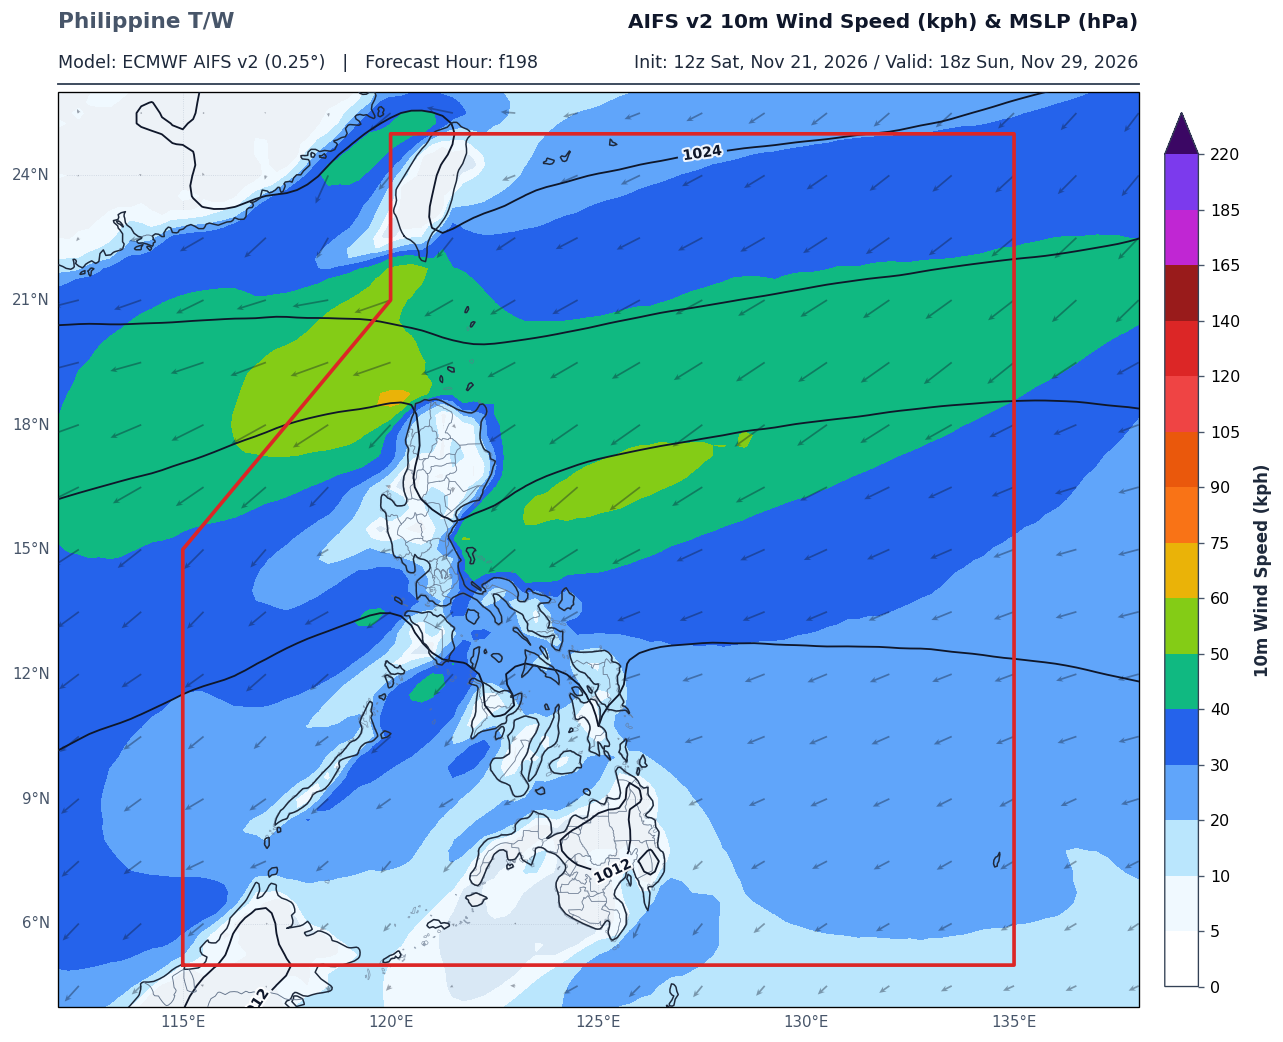 Philippine T/W
AIFS v2 10m Wind Speed (kph) & MSLP (hPa)
Model: ECMWF AIFS v2 (0.25°) | Forecast Hour: f198
Init: 12z Sat, Nov 21, 2026 / Valid: 18z Sun, Nov 29, 2026
24°N
21°N
18°N
15°N
12°N
9°N
6°N
115°E
120°E
125°E
130°E
135°E
1024
1012
12
220
185
165
140
120
105
90
75
60
50
40
30
20
10
5
0
10m Wind Speed (kph)